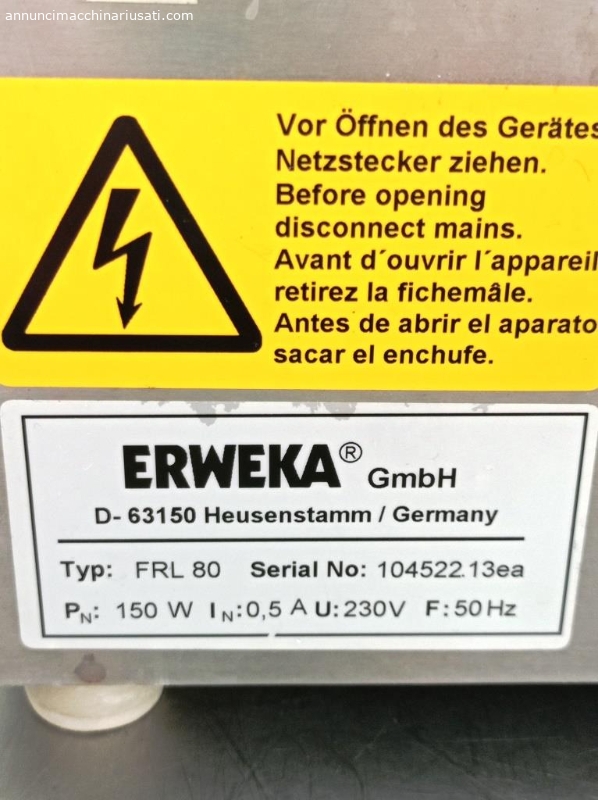 annuncimacchinariusati.com
Vor Öffnen des Gerätes
Netzstecker ziehen.
Before opening
disconnect mains.
Avant d´ouvrir l´appareil
retirez la fichemâle.
Antes de abrir el aparato
sacar el enchufe.
ERWEKA® GmbH
D- 63150 Heusenstamm / Germany
Typ: FRL 80 Serial No: 104522.13ea
PN: 150 W IN:0,5 A U: 230V F: 50 Hz